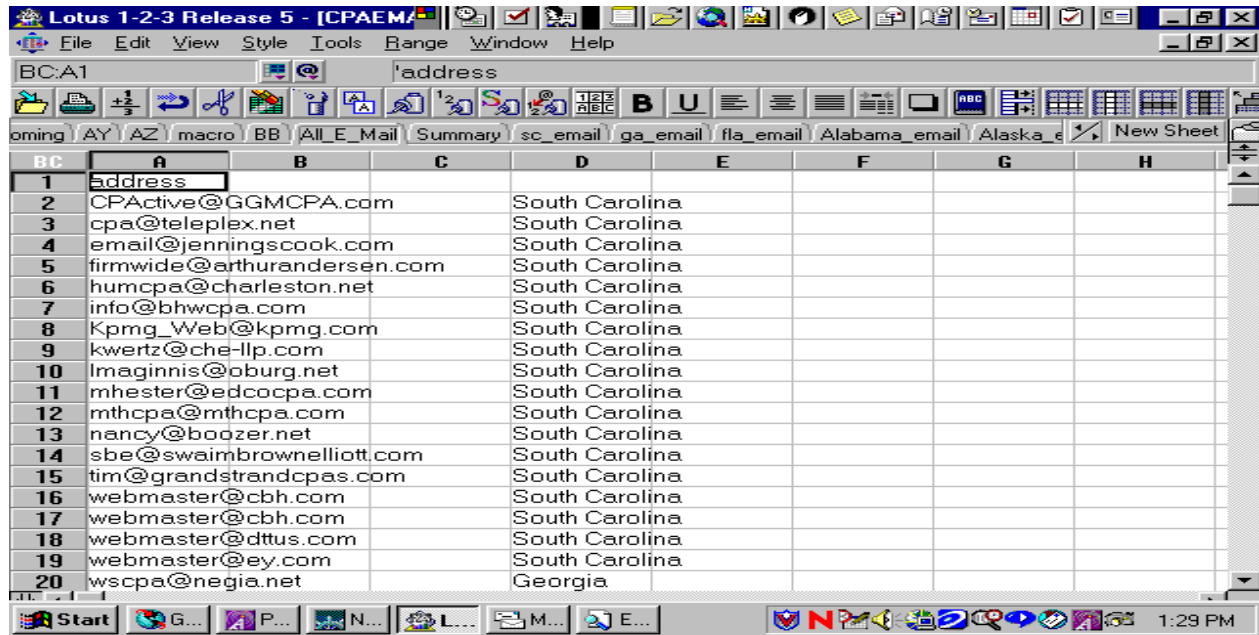 Lotus 1-2-3 Release 5 - [CPAEMA
File Edit View Style Tools Range Window Help
BC:A1 'address
oming AY AZ macro BB All_E_Mail Summary sc_email ga_email fla_email Alabama_email Alaska_e New Sheet
BC A B C D E F G H
1 address
2 CPActive@GGMCPA.com South Carolina
3 cpa@teleplex.net South Carolina
4 email@jenningscook.com South Carolina
5 firmwide@arthurandersen.com South Carolina
6 humcpa@charleston.net South Carolina
7 info@bhwcpa.com South Carolina
8 Kpmg_Web@kpmg.com South Carolina
9 kwertz@che-llp.com South Carolina
10 lmaginnis@oburg.net South Carolina
11 mhester@edcocpa.com South Carolina
12 mthcpa@mthcpa.com South Carolina
13 nancy@boozer.net South Carolina
14 sbe@swaimbrownelliott.com South Carolina
15 tim@grandstrandcpas.com South Carolina
16 webmaster@cbh.com South Carolina
17 webmaster@cbh.com South Carolina
18 webmaster@dttus.com South Carolina
19 webmaster@ey.com South Carolina
20 wscpa@negia.net Georgia
Start G... P... N... L... M... E... 1:29 PM